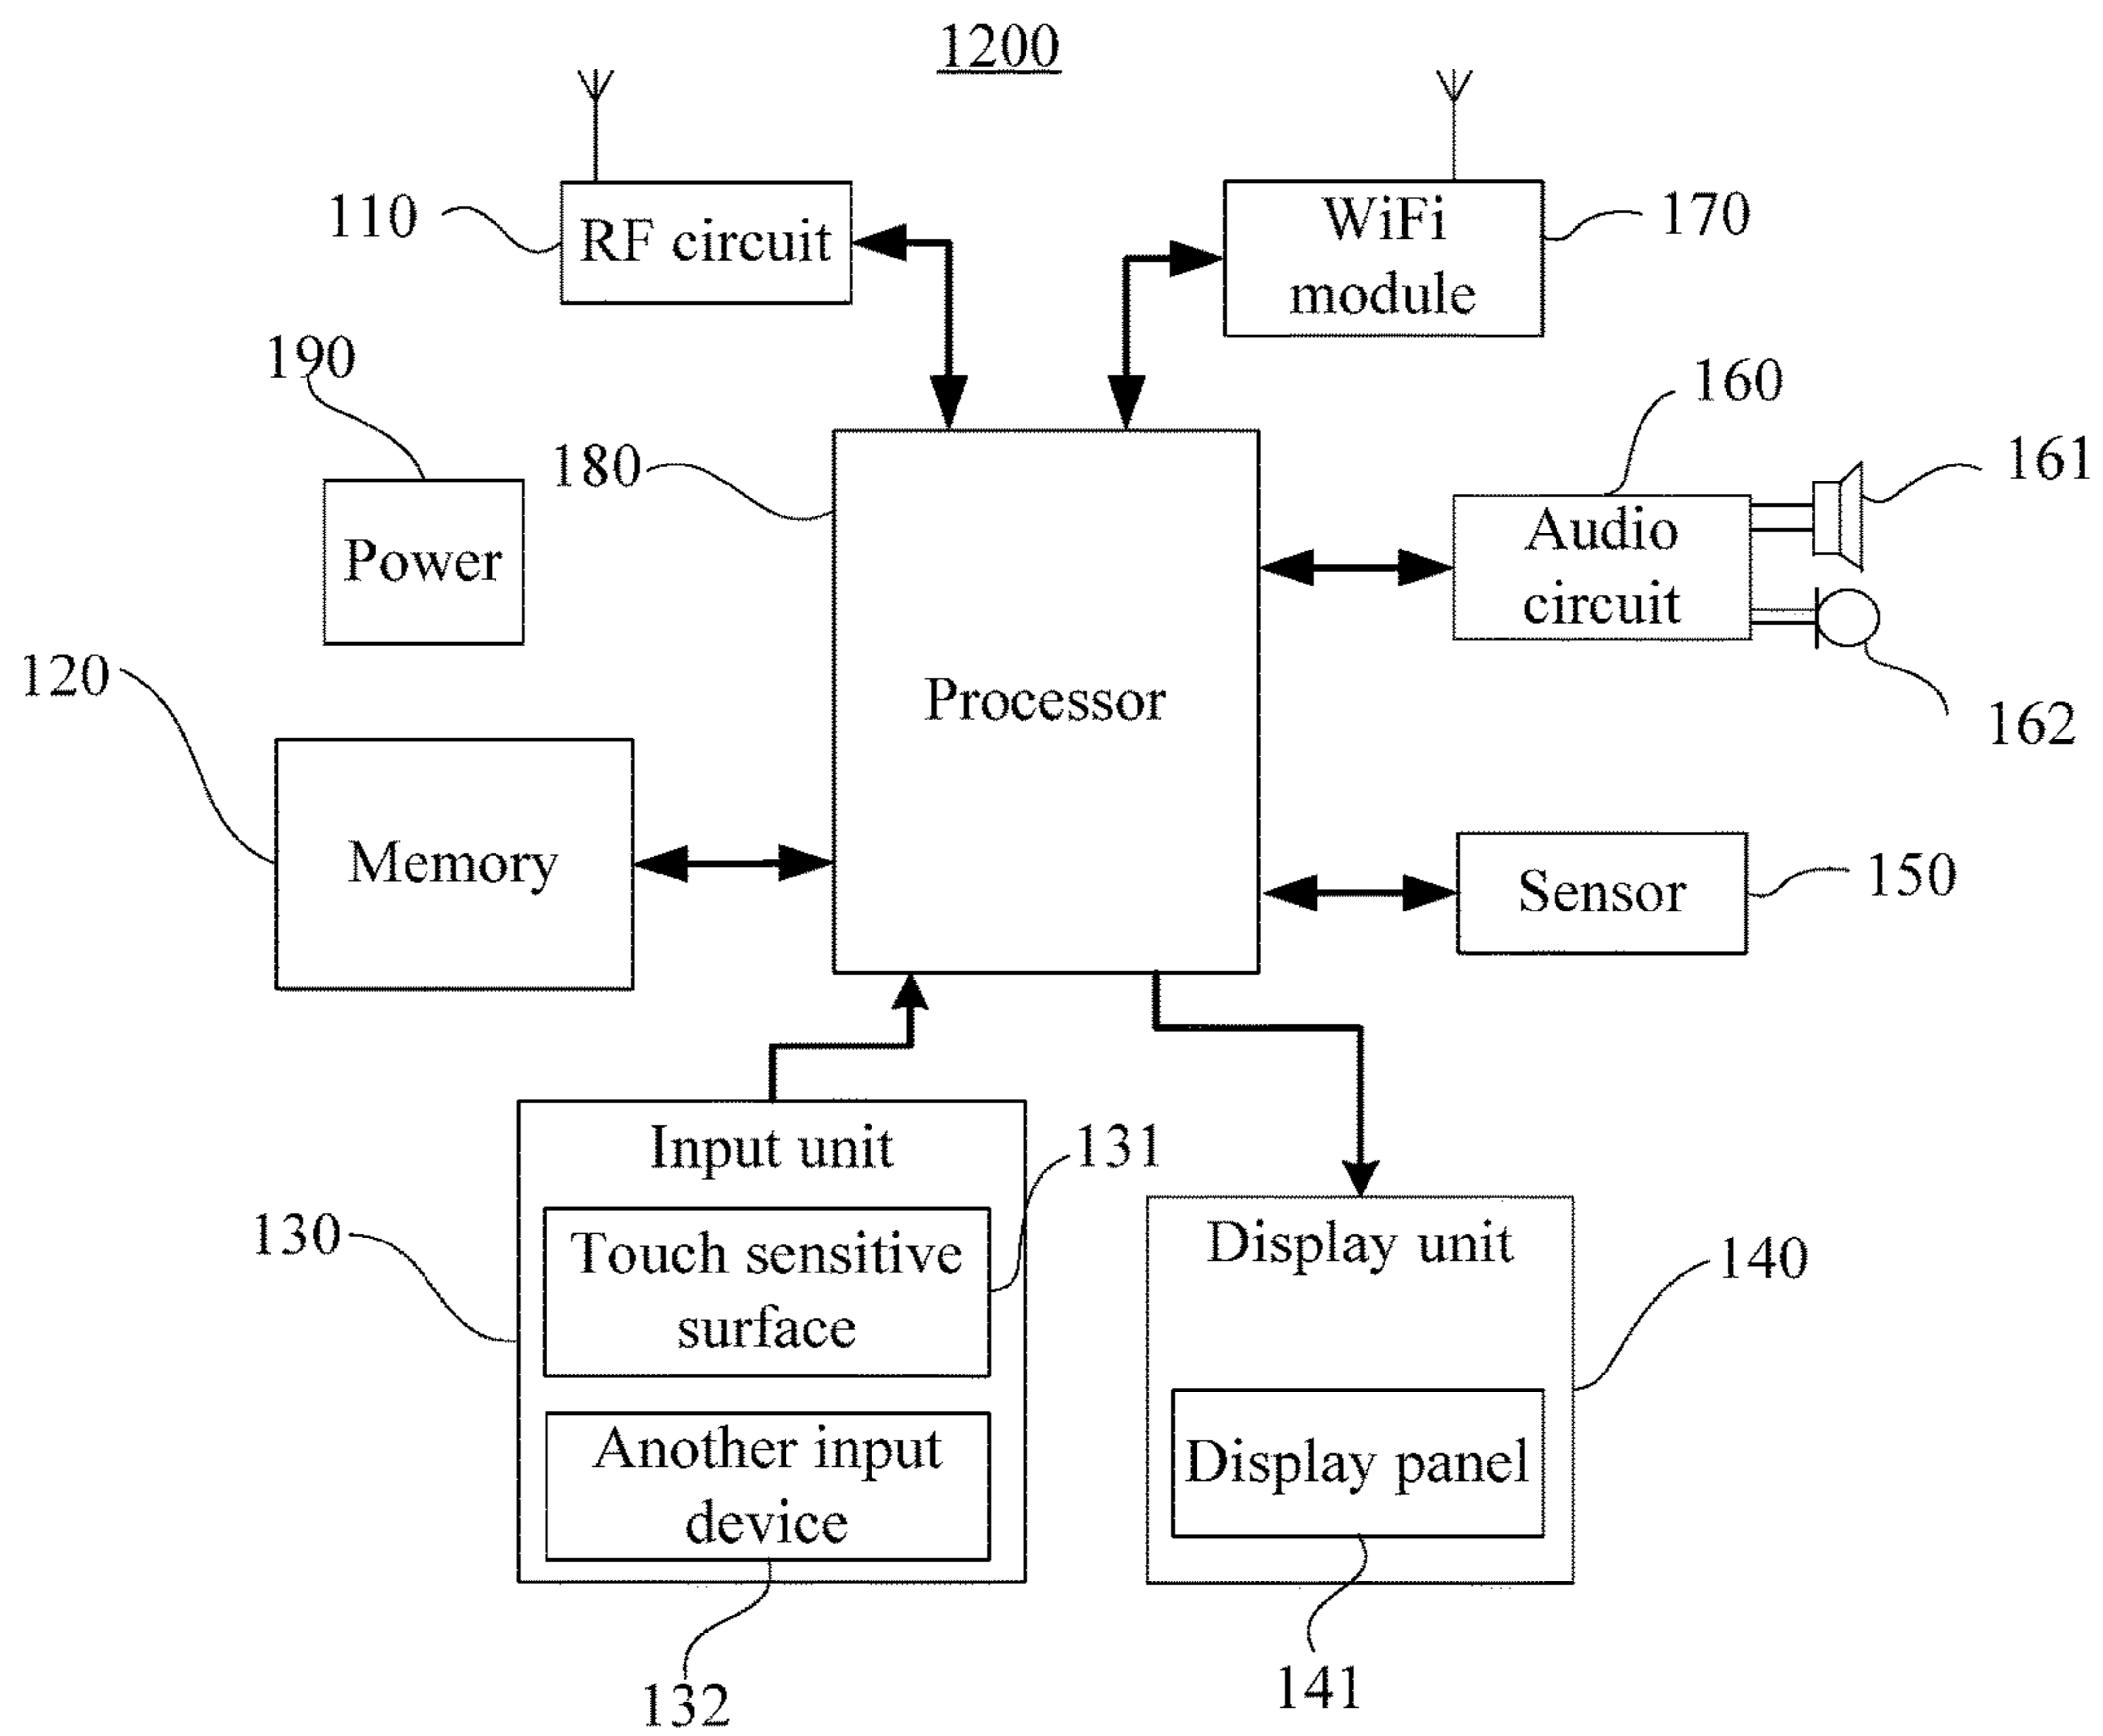 1200
110
RF circuit
WiFi
module
170
190
160
180
161
Power
Audio
circuit
120
Processor
162
Memory
Sensor
150
Input unit
131
130
Touch sensitive
surface
Display unit
140
Another input
device
Display panel
132
141